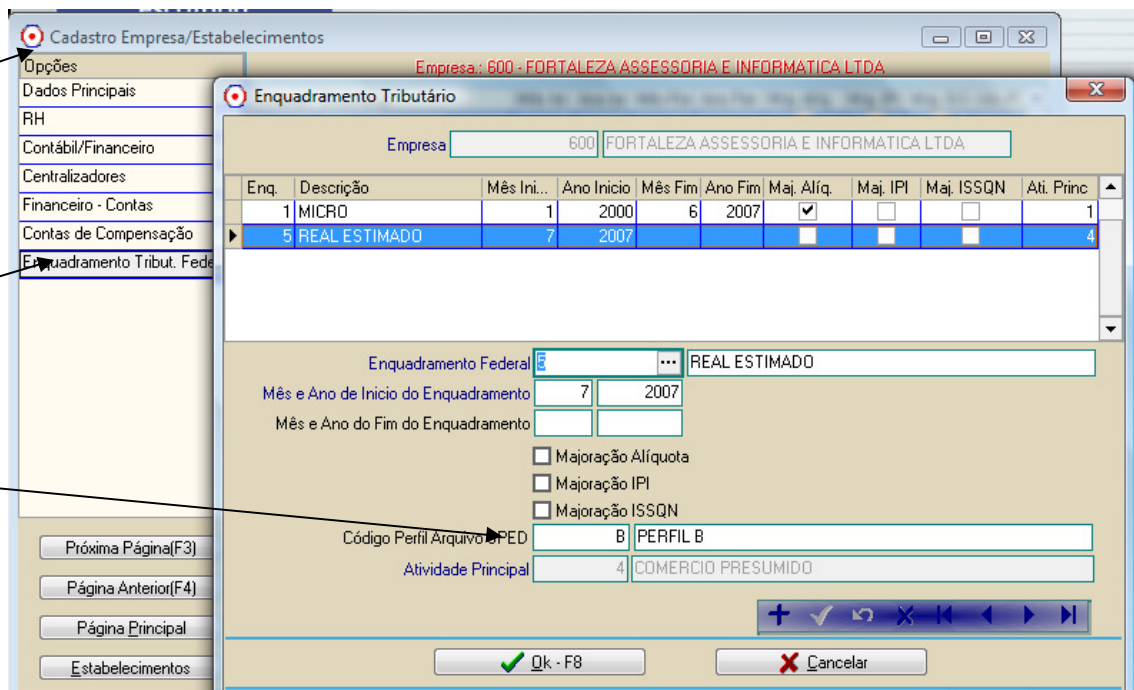 Cadastro Empresa/Estabelecimentos
Opções
Empresa.: 600 - FORTALEZA ASSESSORIA E INFORMATICA LTDA
Dados Principais
RH
Contábil/Financeiro
Centralizadores
Financeiro - Contas
Contas de Compensação
Enquadramento Tribut. Fede
Próxima Página(F3)
Página Anterior(F4)
Página Principal
Estabelecimentos
Enquadramento Tributário
Empresa 600 FORTALEZA ASSESSORIA E INFORMATICA LTDA
Enq. Descrição Mês Ini... Ano Inicio Mês Fim Ano Fim Maj. Alíq. Maj. IPI Maj. ISSQN Ati. Princ
1 MICRO 1 2000 6 2007 1
5 REAL ESTIMADO 7 2007 4
Enquadramento Federal 5 ... REAL ESTIMADO
Mês e Ano de Inicio do Enquadramento 7 2007
Mês e Ano do Fim do Enquadramento
Majoração Alíquota
Majoração IPI
Majoração ISSQN
Código Perfil Arquivo SPED B PERFIL B
Atividade Principal 4 COMERCIO PRESUMIDO
Ok - F8 Cancelar